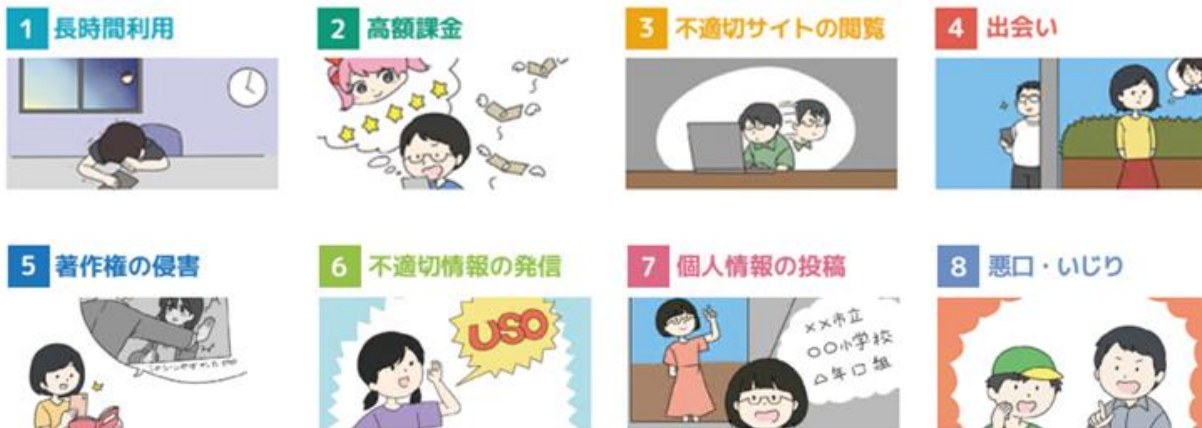 1 長時間利用
2 高額課金
3 不適切サイトの閲覧
4 出会い
5 著作権の侵害
6 不適切情報の発信
USO
7 個人情報の投稿
××市立
〇〇小学校
△年口組
8 悪口・いじり